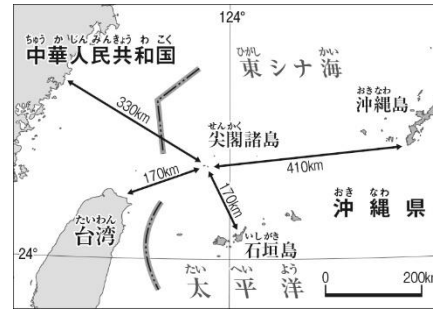 124°
ちゅう か じん みん きょう わ こく
中華人民共和国
ひがし かい
東シナ海
おきなわ
沖縄島
330km
せんかく
尖閣諸島
170km
410km
170km
たいわん
台湾
おき なわ
沖縄県
いしがき
石垣島
24°
たい へい よう
太平洋
0 200km